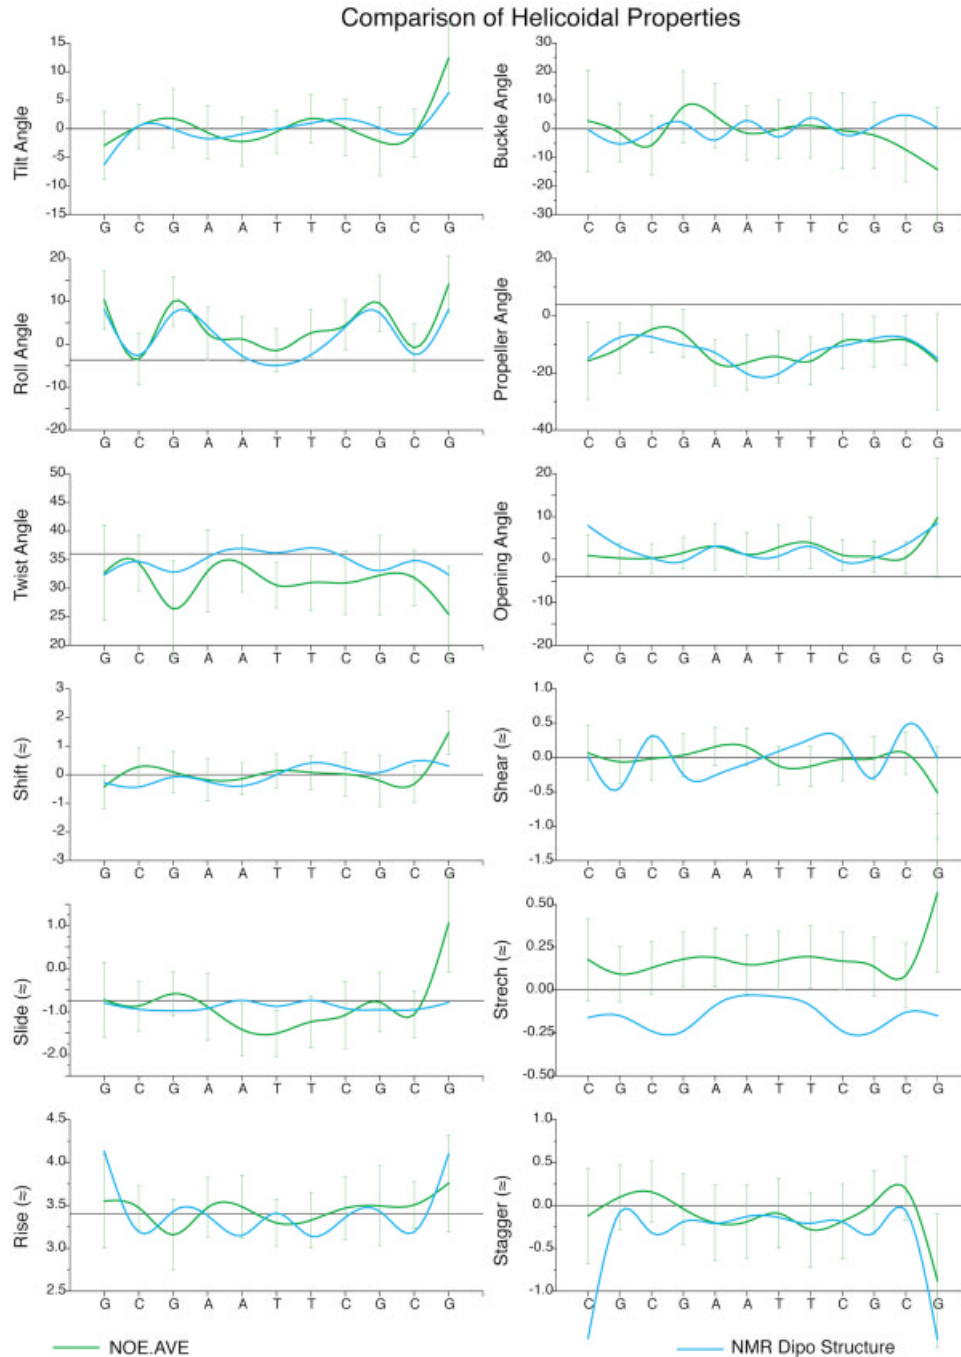 Comparison of Helicoidal Properties
Tilt Angle
15
10
5
0
-5
-10
-15
G C G A A T T C G C G
Buckle Angle
30
20
10
0
-10
-20
-30
C G C G A A T T C G C G
Roll Angle
20
10
0
-10
-20
G C G A A T T C G C G
Propeller Angle
20
0
-20
-40
C G C G A A T T C G C G
Twist Angle
50
45
40
35
30
25
20
G C G A A T T C G C G
Opening Angle
20
10
0
-10
-20
C G C G A A T T C G C G
Shift (≈)
3
2
1
0
-1
-3
G C G A A T T C G C G
Shear (≈)
1.0
0.5
0.0
-0.5
-1.0
-1.5
C G C G A A T T C G C G
Slide (≈)
1.0
0.0
-1.0
-2.0
G C G A A T T C G C G
Strech (≈)
0.50
0.25
0.00
-0.25
-0.50
C G C G A A T T C G C G
Rise (≈)
4.5
4.0
3.5
3.0
2.5
G C G A A T T C G C G
Stagger (≈)
1.0
0.5
0.0
-0.5
-1.0
C G C G A A T T C G C G
NOE.AVE
NMR Dipo Structure